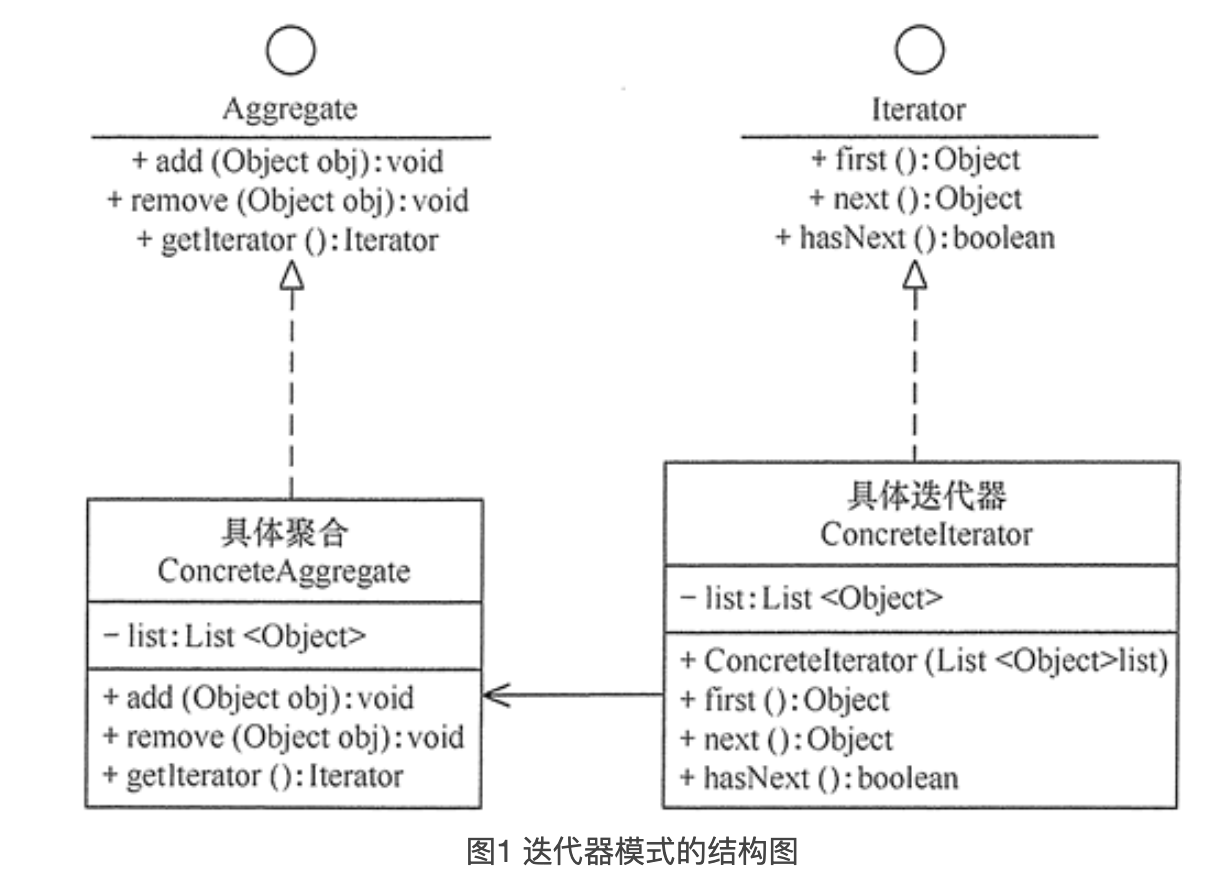 Aggregate
+ add (Object obj):void
+ remove (Object obj):void
+ getIterator ():Iterator
Iterator
+ first ():Object
+ next ():Object
+ hasNext ():boolean
具体聚合
ConcreteAggregate
− list:List <Object>
+ add (Object obj):void
+ remove (Object obj):void
+ getIterator ():Iterator
具体迭代器
ConcreteIterator
− list:List <Object>
+ ConcreteIterator (List <Object>list)
+ first ():Object
+ next ():Object
+ hasNext ():boolean
图1 迭代器模式的结构图